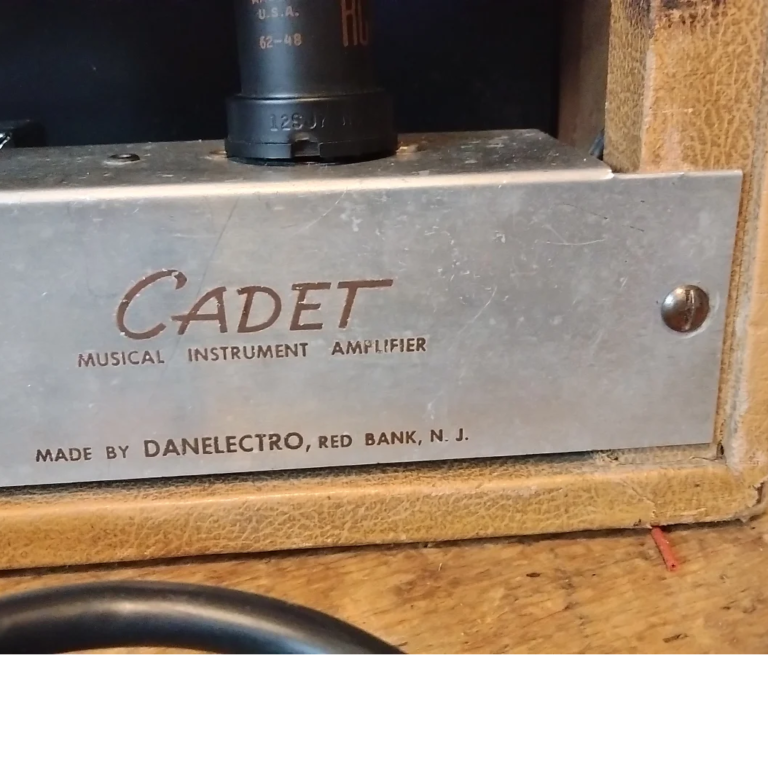 U.S.A.
62-48
CADET
MUSICAL INSTRUMENT AMPLIFIER
MADE BY DANELECTRO, RED BANK, N. J.